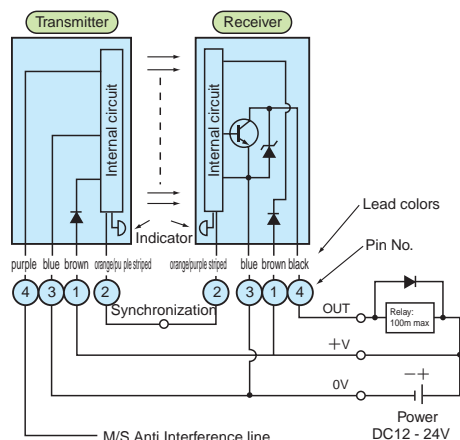 Transmitter
Receiver
Internal circuit
Internal circuit
Indicator
Lead colors
Pin No.
purple blue brown orange/pu ple striped
orange/purple striped blue brown black
4 3 1 2
2 3 1 4
Synchronization
OUT
Relay:
100m max
+V
0V
− +
Power
DC12 - 24V
M/S Anti Interference line